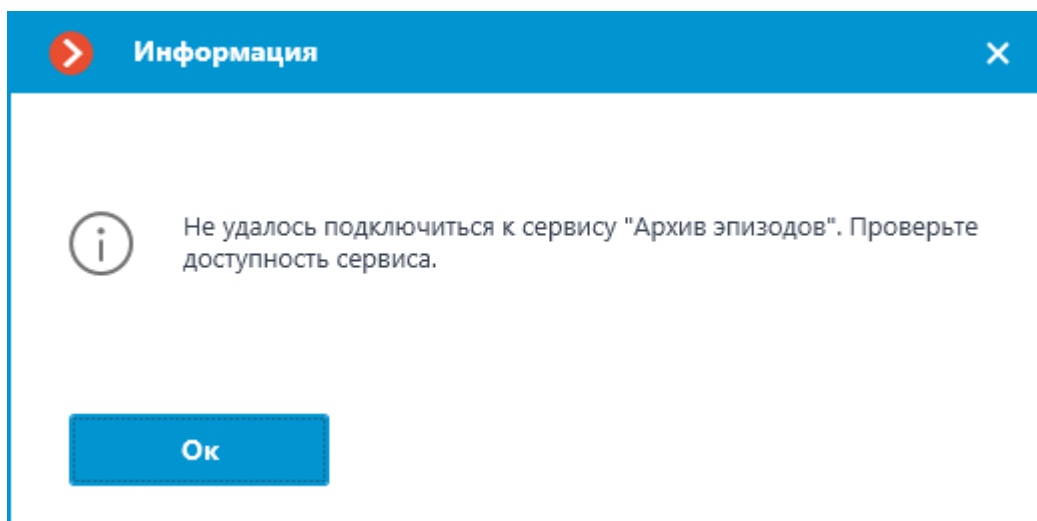 Информация
Не удалось подключиться к сервису "Архив эпизодов". Проверьте
доступность сервиса.
Ок